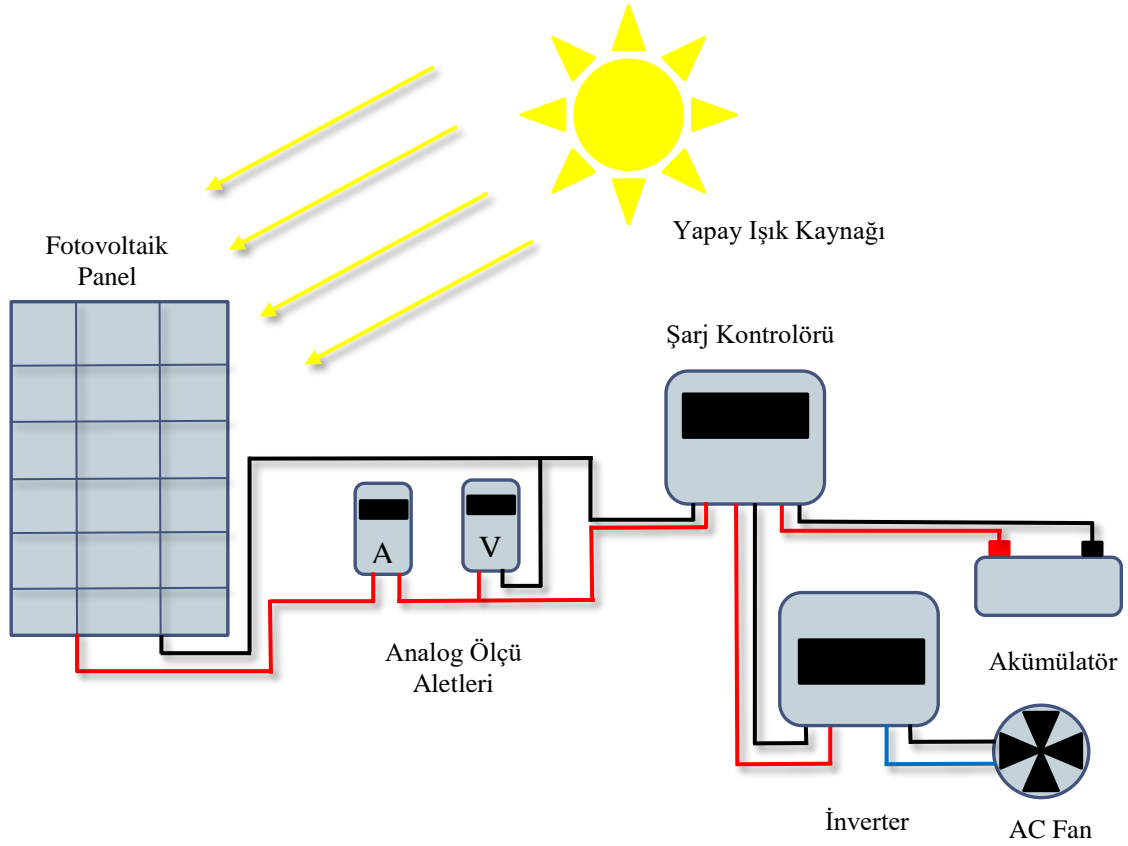 Yapay Işık Kaynağı
Fotovoltaik
Panel
Şarj Kontrolörü
A
V
Analog Ölçü
Aletleri
Akümülatör
İnverter
AC Fan